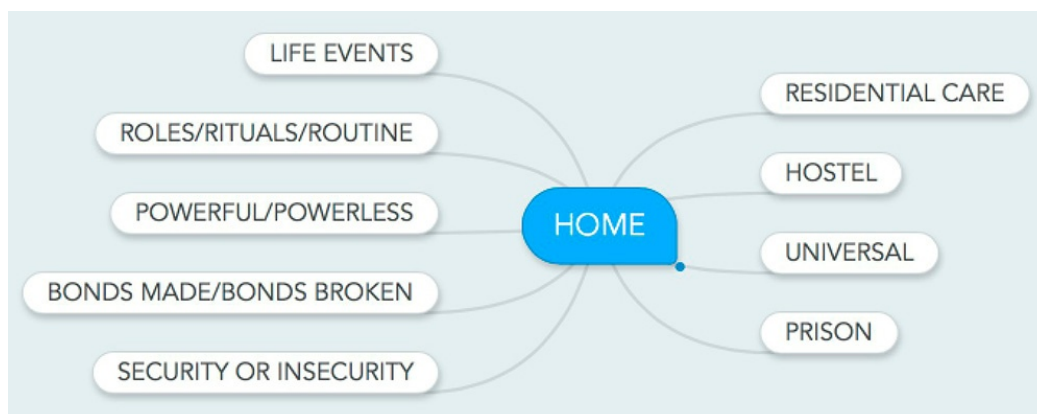 LIFE EVENTS
ROLES/RITUALS/ROUTINE
POWERFUL/POWERLESS
BONDS MADE/BONDS BROKEN
SECURITY OR INSECURITY
HOME
RESIDENTIAL CARE
HOSTEL
UNIVERSAL
PRISON